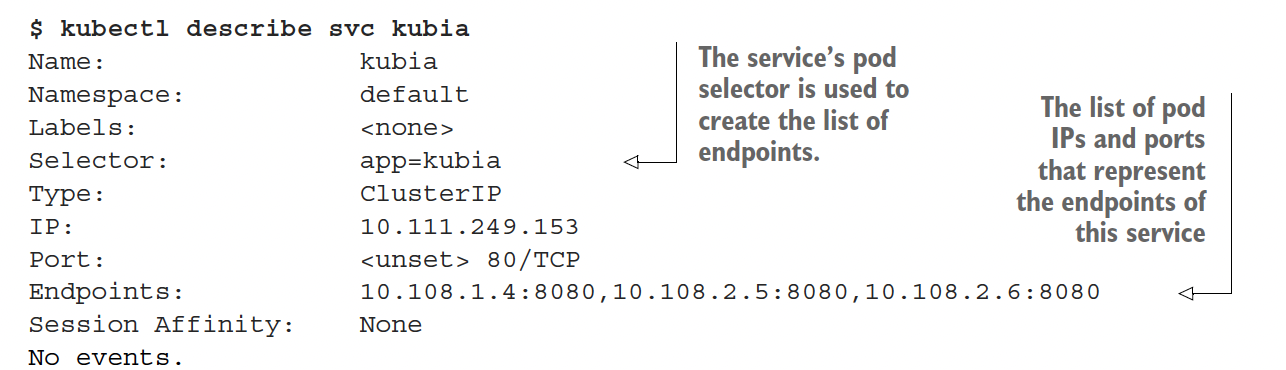 $ kubectl describe svc kubia
Name: kubia
Namespace: default
Labels: <none>
Selector: app=kubia
Type: ClusterIP
IP: 10.111.249.153
Port: <unset> 80/TCP
Endpoints: 10.108.1.4:8080,10.108.2.5:8080,10.108.2.6:8080
Session Affinity: None
No events.
The service’s pod
selector is used to
create the list of
endpoints.
The list of pod
IPs and ports
that represent
the endpoints of
this service